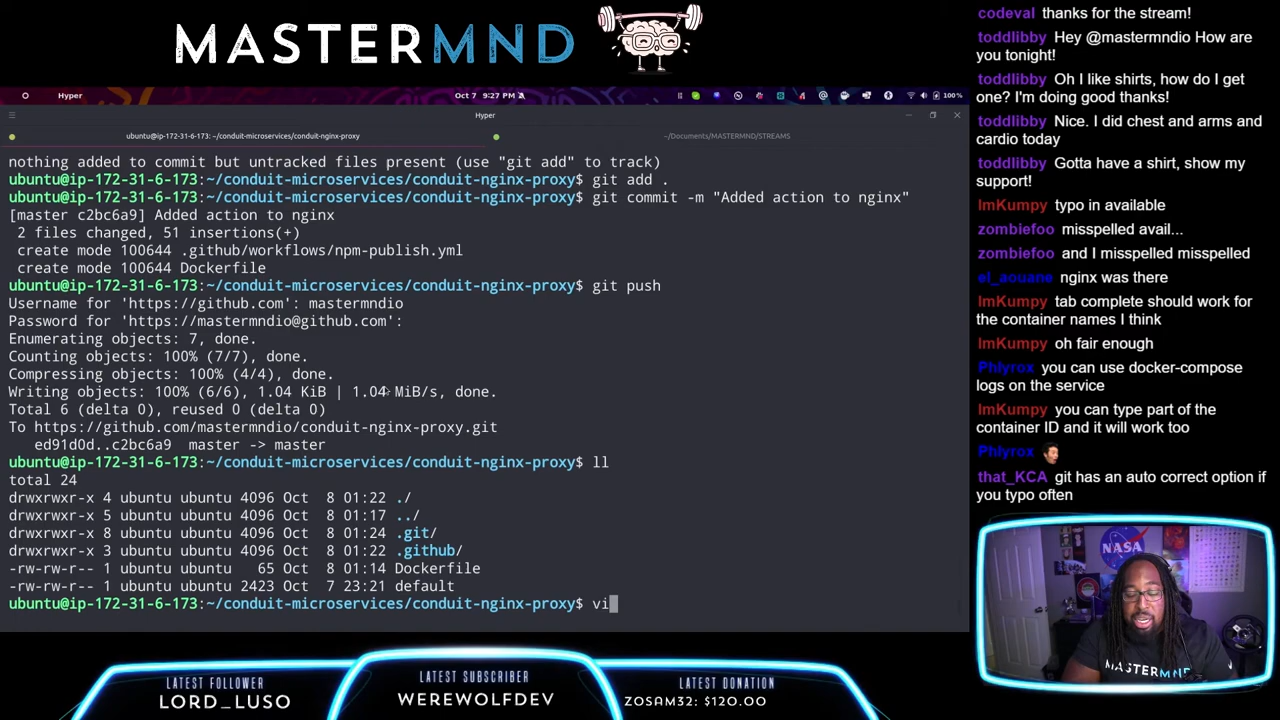 MASTERMND
Hyper
Oct 7 9:27 PM
100%
Hyper
ubuntu@ip-172-31-6-173: ~/conduit-microservices/conduit-nginx-proxy
~/Documents/MASTERMND/STREAMS
nothing added to commit but untracked files present (use "git add" to track)
ubuntu@ip-172-31-6-173:~/conduit-microservices/conduit-nginx-proxy$ git add .
ubuntu@ip-172-31-6-173:~/conduit-microservices/conduit-nginx-proxy$ git commit -m "Added action to nginx"
[master c2bc6a9] Added action to nginx
2 files changed, 51 insertions(+)
create mode 100644 .github/workflows/npm-publish.yml
create mode 100644 Dockerfile
ubuntu@ip-172-31-6-173:~/conduit-microservices/conduit-nginx-proxy$ git push
Username for 'https://github.com': mastermndio
Password for 'https://mastermndio@github.com':
Enumerating objects: 7, done.
Counting objects: 100% (7/7), done.
Compressing objects: 100% (4/4), done.
Writing objects: 100% (6/6), 1.04 KiB | 1.04 MiB/s, done.
Total 6 (delta 0), reused 0 (delta 0)
To https://github.com/mastermndio/conduit-nginx-proxy.git
ed91d0d..c2bc6a9  master -> master
ubuntu@ip-172-31-6-173:~/conduit-microservices/conduit-nginx-proxy$ ll
total 24
drwxrwxr-x 4 ubuntu ubuntu 4096 Oct  8 01:22 ./
drwxrwxr-x 5 ubuntu ubuntu 4096 Oct  8 01:17 ../
drwxrwxr-x 8 ubuntu ubuntu 4096 Oct  8 01:24 .git/
drwxrwxr-x 3 ubuntu ubuntu 4096 Oct  8 01:22 .github/
-rw-rw-r-- 1 ubuntu ubuntu   65 Oct  8 01:14 Dockerfile
-rw-rw-r-- 1 ubuntu ubuntu 2423 Oct  7 23:21 default
ubuntu@ip-172-31-6-173:~/conduit-microservices/conduit-nginx-proxy$ vi
codeval thanks for the stream!
toddlibby Hey @mastermndio How are
you tonight!
toddlibby Oh I like shirts, how do I get
one? I'm doing good thanks!
toddlibby Nice. I did chest and arms and
cardio today
toddlibby Gotta have a shirt, show my
support!
ImKumpy typo in available
zombiefoo misspelled avail...
zombiefoo and I misspelled misspelled
el_aouane nginx was there
ImKumpy tab complete should work for
the container names I think
ImKumpy oh fair enough
Phlyrox you can use docker-compose
logs on the service
ImKumpy you can type part of the
container ID and it will work too
Phlyrox
that_KCA git has an auto correct option if
you typo often
NASA
MASTERMND
LATEST FOLLOWER
LORD_LUSO
LATEST SUBSCRIBER
WEREWOLFDEV
LATEST DONATION
ZOSAM32: $120.00